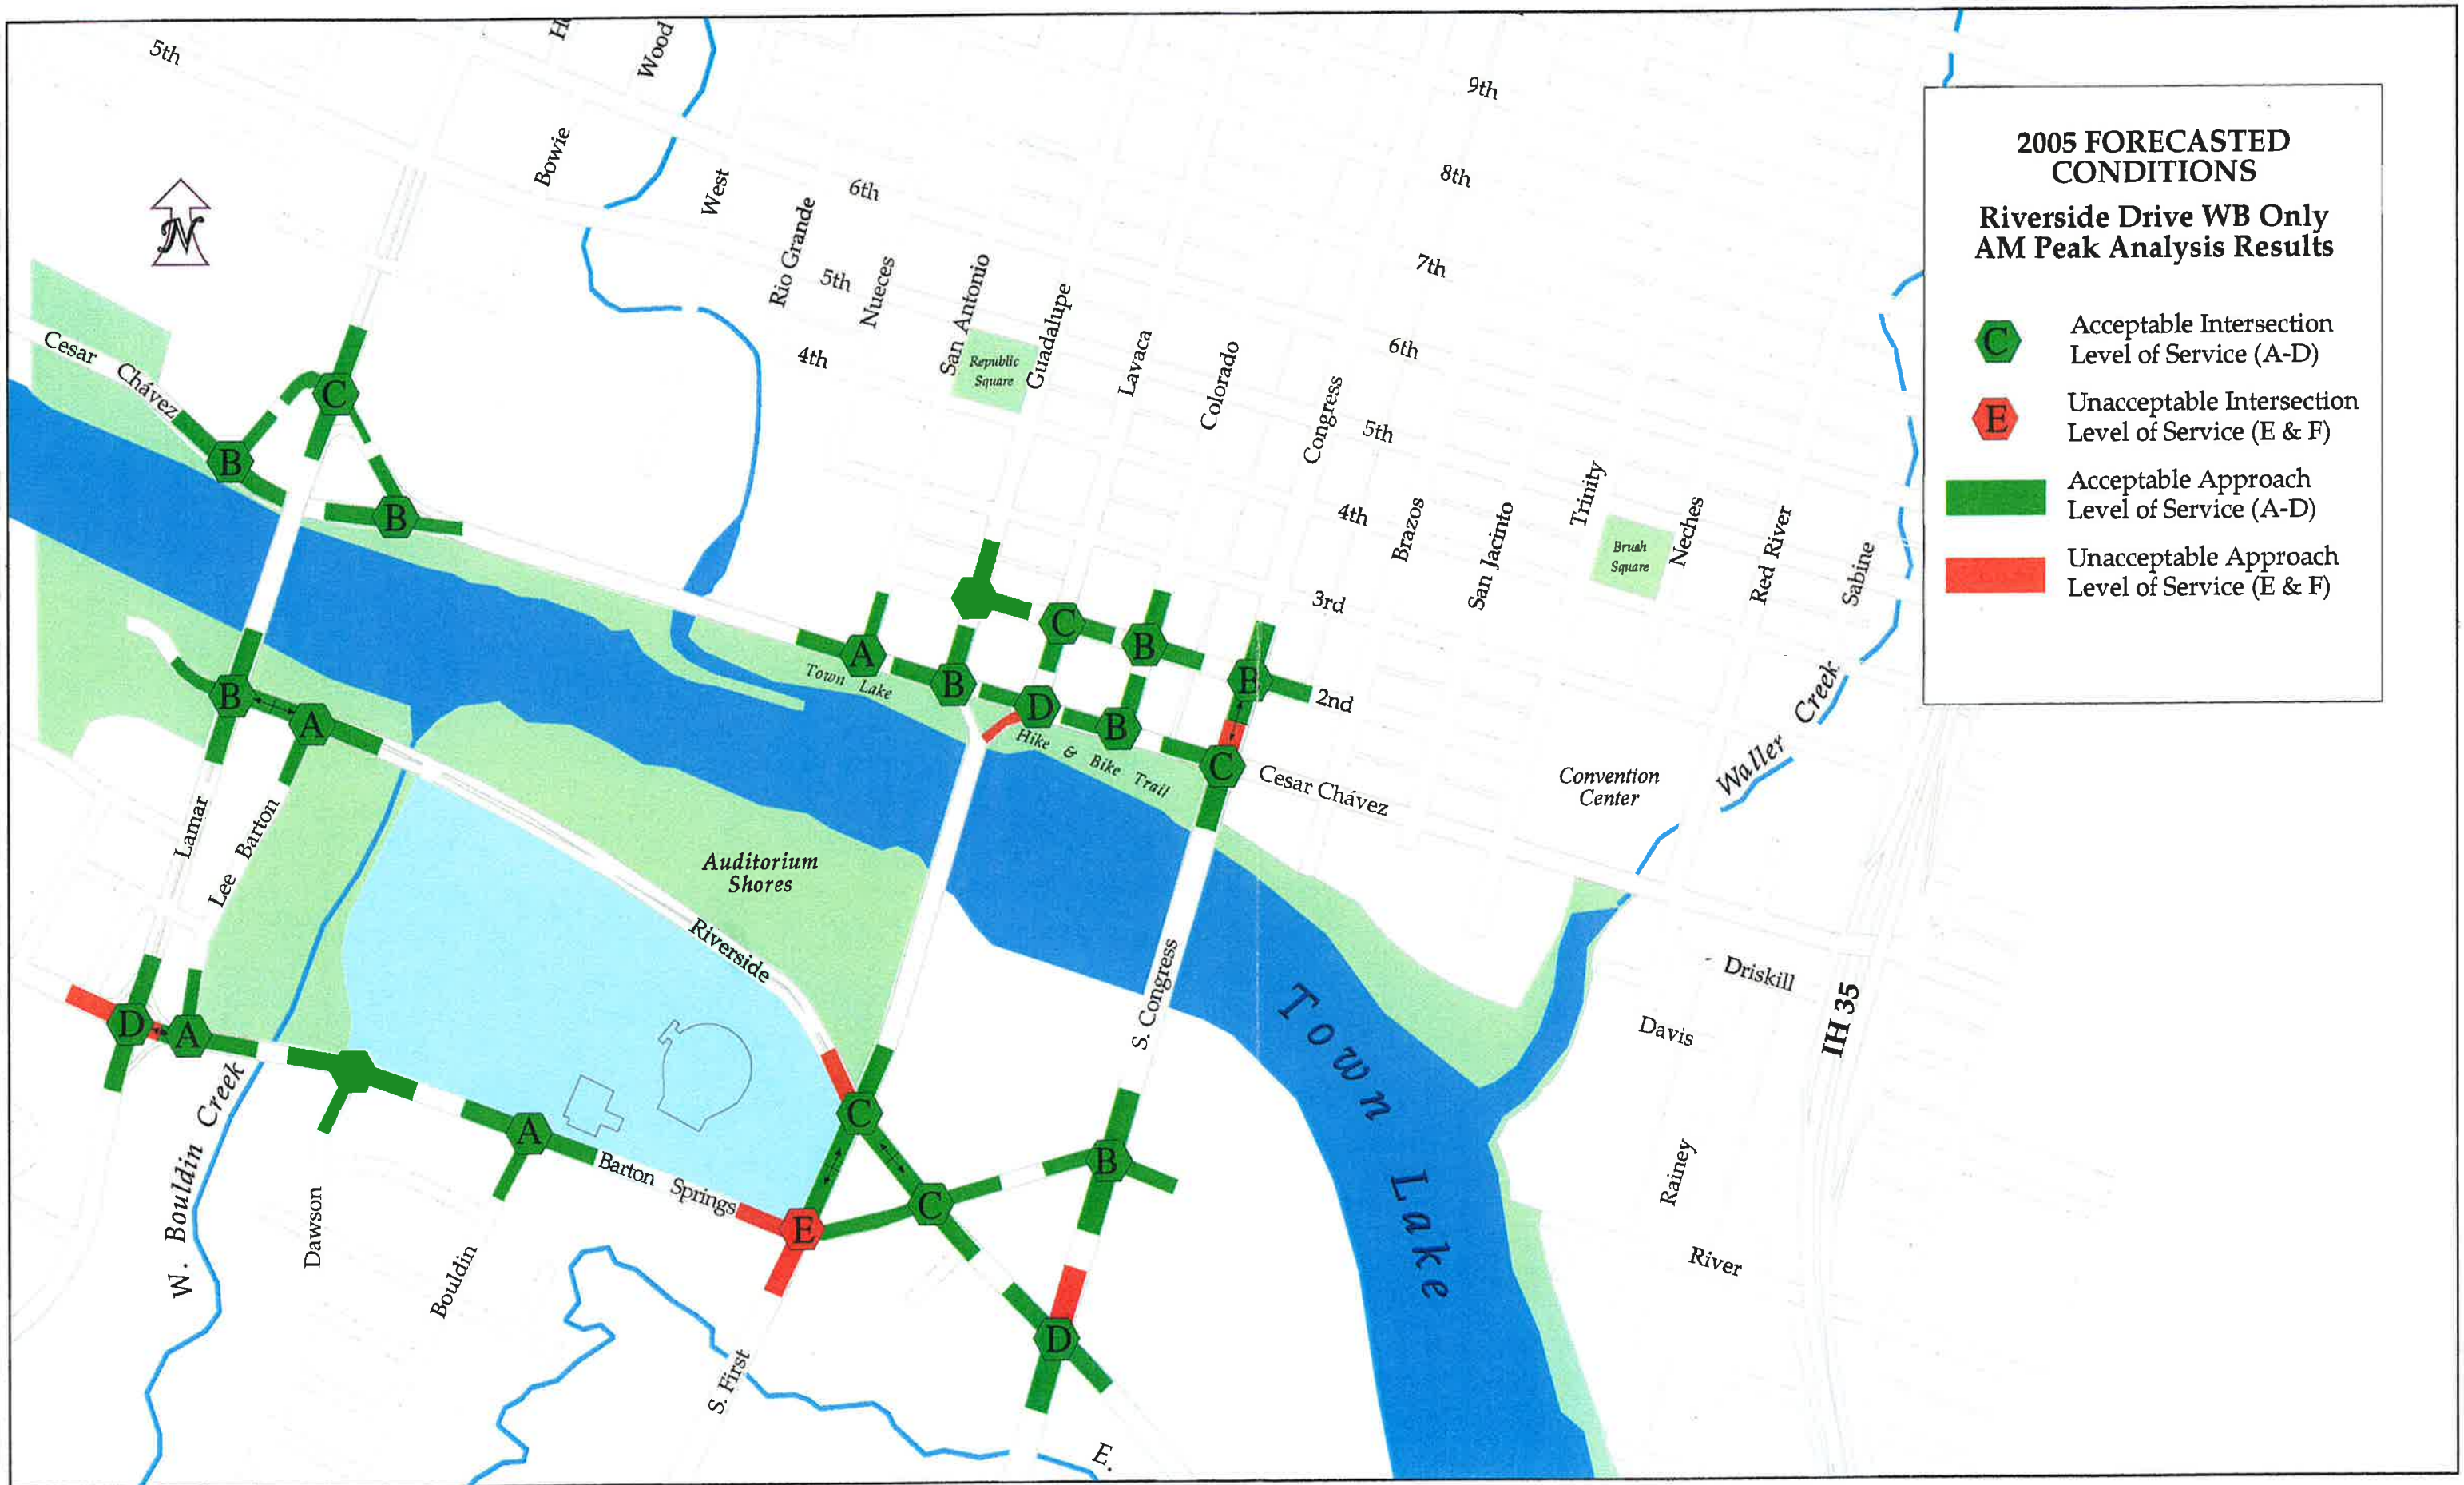 5th
Wood
Bowie
West
Rio Grande
6th
5th
Nueces
4th
San Antonio
Republic
Square
Guadalupe
Lavaca
Colorado
Congress
9th
8th
7th
6th
5th
4th
3rd
2nd
Brazos
San Jacinto
Trinity
Brush
Square
Neches
Red River
Sabine
N
Cesar Chávez
C
B
B
B
A
A
B
C
B
D
B
C
Town Lake
Hike & Bike Trail
Cesar Chávez
Convention
Center
Waller Creek
Lamar
Lee Barton
Auditorium
Shores
Riverside
S. Congress
Town Lake
Driskill
Davis
IH 35
Rainey
River
D
A
A
C
B
C
E
D
W. Bouldin Creek
Dawson
Bouldin
Barton Springs
S. First
E.
2005 FORECASTED
CONDITIONS
Riverside Drive WB Only
AM Peak Analysis Results
C
Acceptable Intersection
Level of Service (A-D)
E
Unacceptable Intersection
Level of Service (E & F)
Acceptable Approach
Level of Service (A-D)
Unacceptable Approach
Level of Service (E & F)